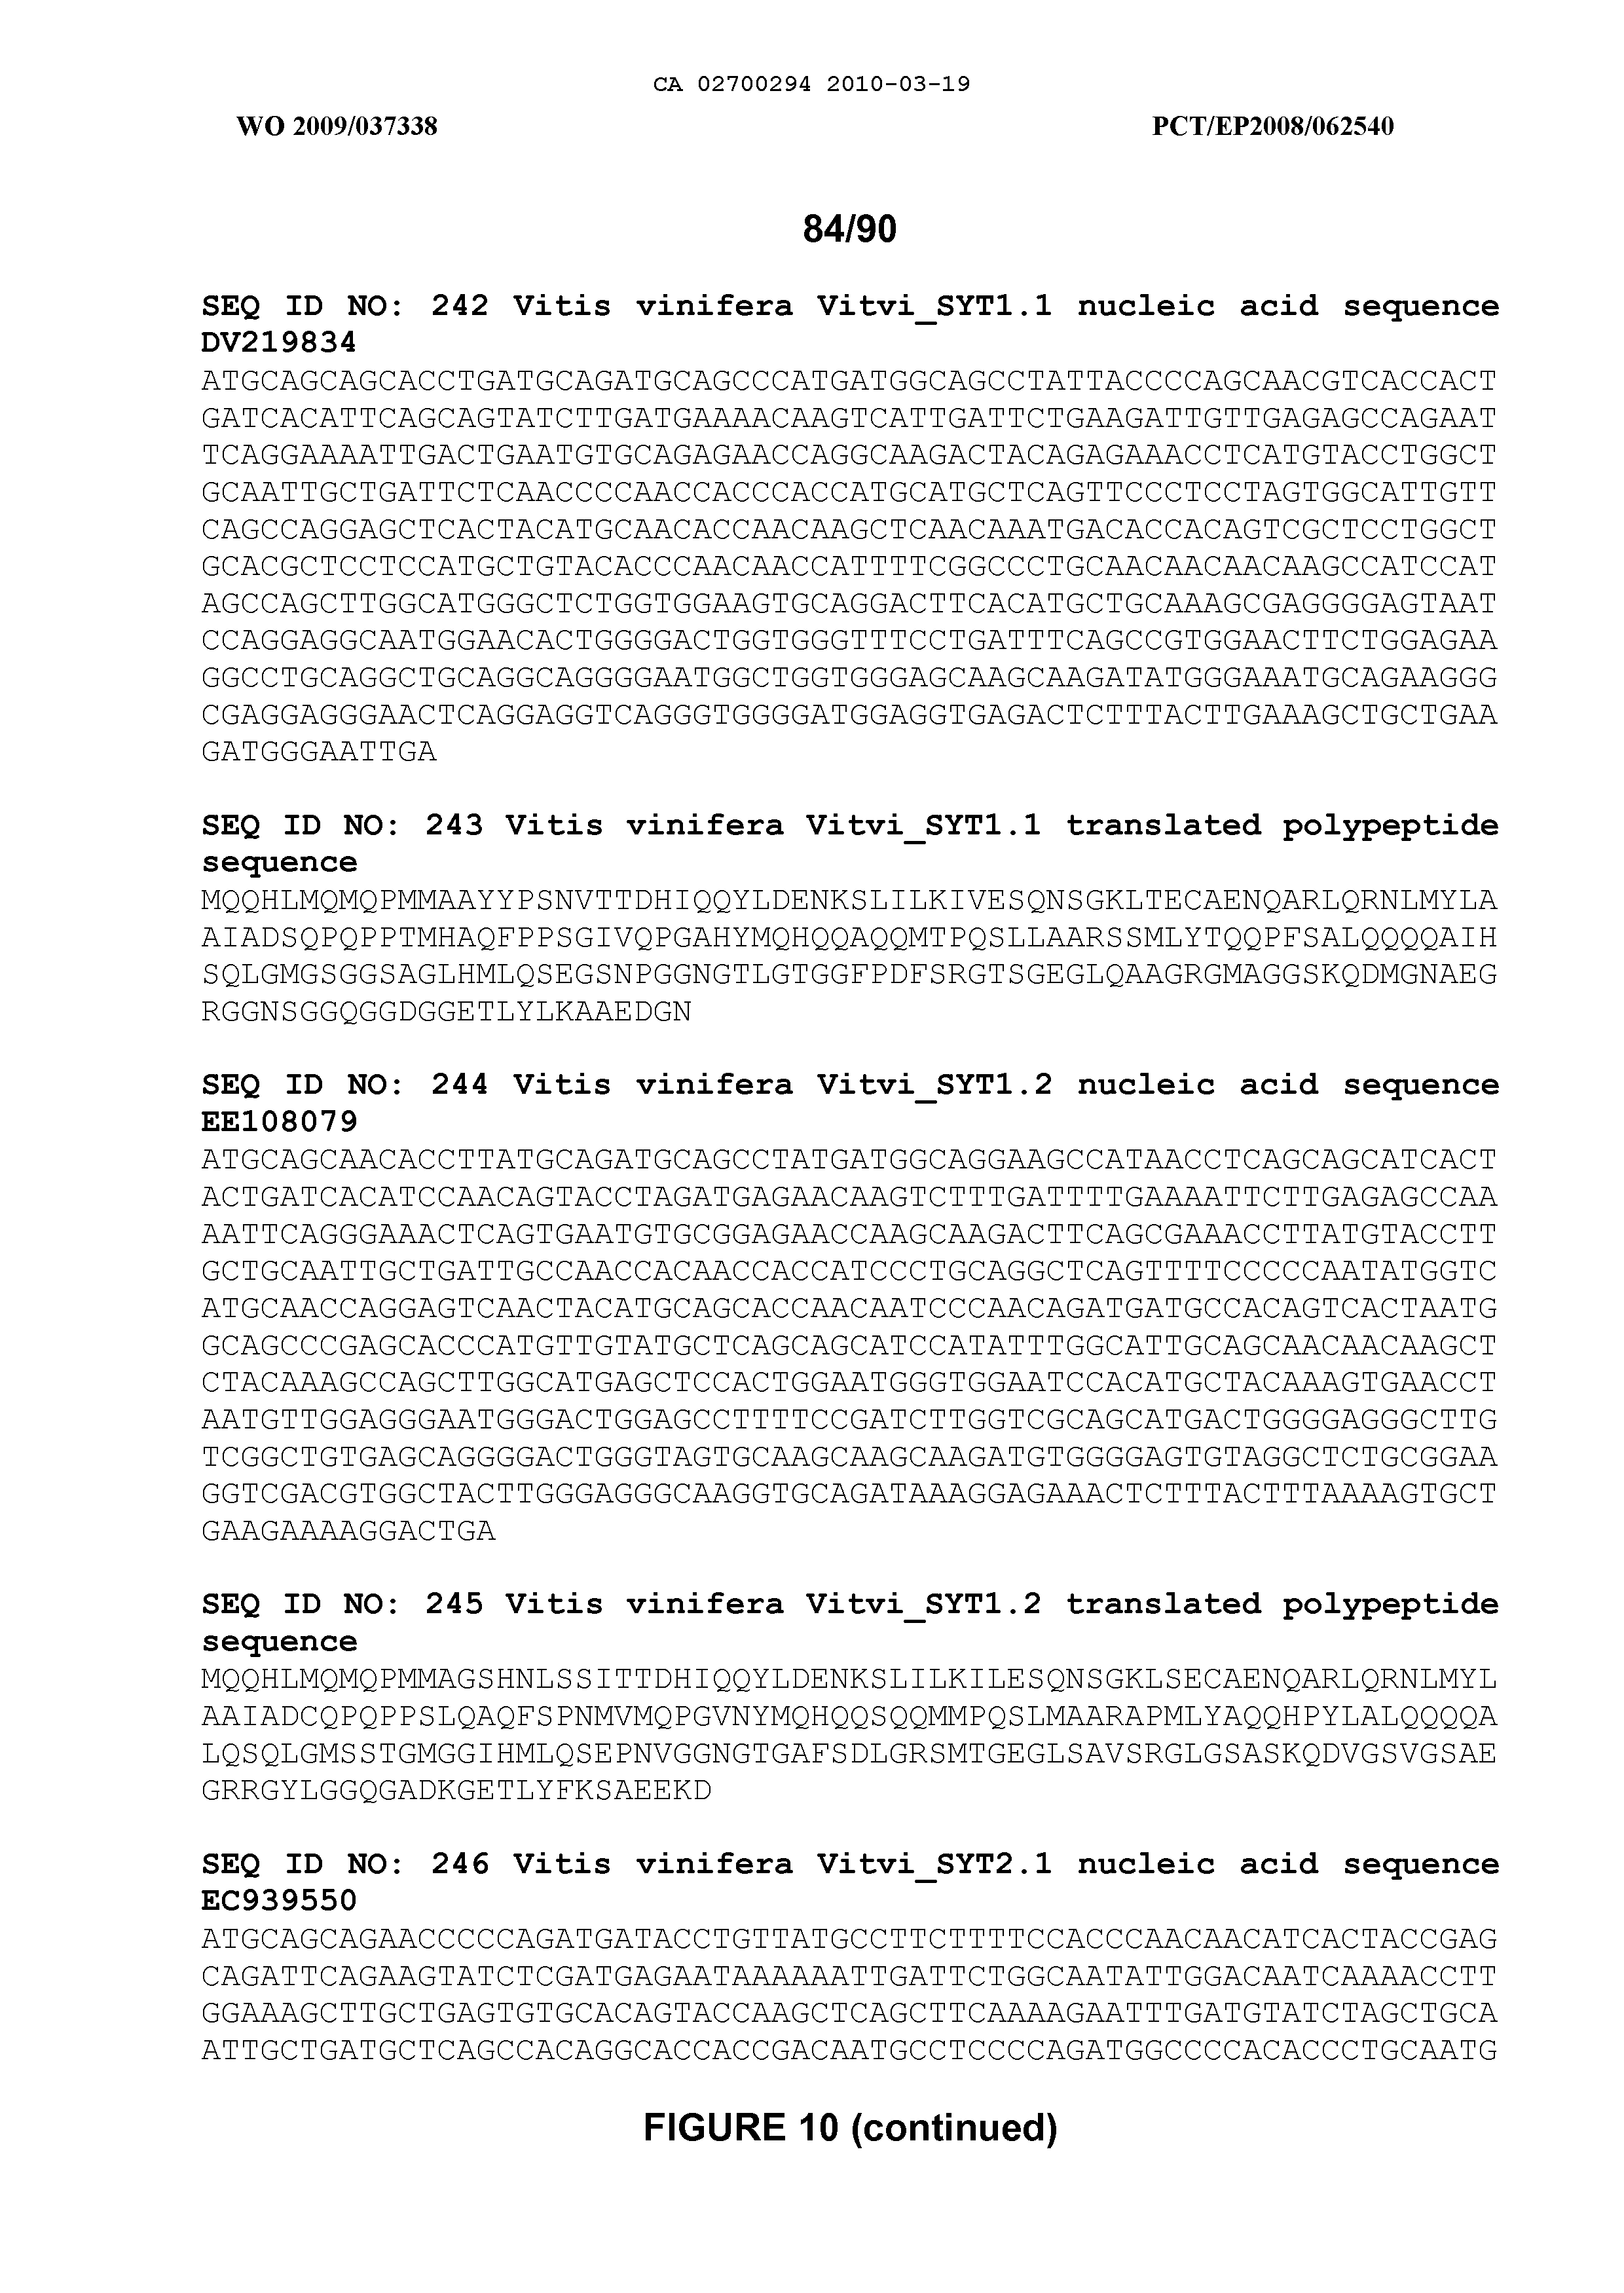 CA 02700294 2010-03-19
WO 2009/037338 PCT/EP2008/062540
84/90
SEQ ID NO: 242 Vitis vinifera Vitvi_SYT1.1 nucleic acid sequence
DV219834
ATGCAGCAGCACCTGATGCAGATGCAGCCCATGATGGCAGCCTATTACCCCAGCAACGTCACCACT
GATCACATTCAGCAGTATCTTGATGAAAACAAGTCATTGATTCTGAAGATTGTTGAGAGCCAGAAT
TCAGGAAAATTGACTGAATGTGCAGAGAACCAGGCAAGACTACAGAGAAACCTCATGTACCTGGCT
GCAATTGCTGATTCTCAACCCCAACCACCCACCATGCATGCTCAGTTCCCTCCTAGTGGCATTGTT
CAGCCAGGAGCTCACTACATGCAACACCAACAAGCTCAACAAATGACACCACAGTCGCTCCTGGCT
GCACGCTCCTCCATGCTGTACACCCAACAACCATTTTCGGCCCTGCAACAACAACAAGCCATCCAT
AGCCAGCTTGGCATGGGCTCTGGTGGAAGTGCAGGACTTCACATGCTGCAAAGCGAGGGGAGTAAT
CCAGGAGGCAATGGAACACTGGGGACTGGTGGGTTTCCTGATTTCAGCCGTGGAACTTCTGGAGAA
GGCCTGCAGGCTGCAGGCAGGGGAATGGCTGGTGGGAGCAAGCAAGATATGGGAAATGCAGAAGGG
CGAGGAGGGAACTCAGGAGGTCAGGGTGGGGATGGAGGTGAGACTCTTTACTTGAAAGCTGCTGAA
GATGGGAATTGA
SEQ ID NO: 243 Vitis vinifera Vitvi_SYT1.1 translated polypeptide
sequence
MQQHLMQMQPMMAAYYPSNVTTDHIQQYLDENKSLILKIVESQNSGKLTECAENQARLQRNLMYLA
AIADSQPQPPTMHAQFPPSGIVQPGAHYMQHQQAQQMTPQSLLAARSSMLYTQQPFSALQQQQAIH
SQLGMGSGGSAGLHMLQSEGSNPGGNGTLGTGGFPDFSRGTSGEGLQAAGRGMAGGSKQDMGNAEG
RGGNSGGQGGDGGETLYLKAAEDGN
SEQ ID NO: 244 Vitis vinifera Vitvi_SYT1.2 nucleic acid sequence
EE108079
ATGCAGCAACACCTTATGCAGATGCAGCCTATGATGGCAGGAAGCCATAACCTCAGCAGCATCACT
ACTGATCACATCCAACAGTACCTAGATGAGAACAAGTCTTTGATTTTGAAAATTCTTGAGAGCCAA
AATTCAGGGAAACTCAGTGAATGTGCGGAGAACCAAGCAAGACTTCAGCGAAACCTTATGTACCTT
GCTGCAATTGCTGATTGCCAACCACAACCACCATCCCTGCAGGCTCAGTTTTCCCCCAATATGGTC
ATGCAACCAGGAGTCAACTACATGCAGCACCAACAATCCCAACAGATGATGCCACAGTCACTAATG
GCAGCCCGAGCACCCATGTTGTATGCTCAGCAGCATCCATATTTGGCATTGCAGCAACAACAAGCT
CTACAAAGCCAGCTTGGCATGAGCTCCACTGGAATGGGTGGAATCCACATGCTACAAAGTGAACCT
AATGTTGGAGGGAATGGGACTGGAGCCTTTTCCGATCTTGGTCGCAGCATGACTGGGGAGGGCTTG
TCGGCTGTGAGCAGGGGACTGGGTAGTGCAAGCAAGCAAGATGTGGGGAGTGTAGGCTCTGCGGAA
GGTCGACGTGGCTACTTGGGAGGGCAAGGTGCAGATAAAGGAGAAACTCTTTACTTTAAAAGTGCT
GAAGAAAAGGACTGA
SEQ ID NO: 245 Vitis vinifera Vitvi_SYT1.2 translated polypeptide
sequence
MQQHLMQMQPMMAGSHNLSSITTDHIQQYLDENKSLILKILESQNSGKLSECAENQARLQRNLMYL
AAIADCQPQPPSLQAQFSPNMVMQPGVNYMQHQQSQQMMPQSLMAARAPMLYAQQHPYLALQQQQA
LQSQLGMSSTGMGGIHMLQSEPNVGGNGTGAFSDLGRSMTGEGLSAVSRGLGSASKQDVGSVGSAE
GRRGYLGGQGADKGETLYFKSAEEKD
SEQ ID NO: 246 Vitis vinifera Vitvi_SYT2.1 nucleic acid sequence
EC939550
ATGCAGCAGAACCCCCAGATGATACCTGTTATGCCTTCTTTTCCACCCAACAACATCACTACCGAG
CAGATTCAGAAGTATCTCGATGAGAATAAAAAATTGATTCTGGCAATATTGGACAATCAAAACCTT
GGAAAGCTTGCTGAGTGTGCACAGTACCAAGCTCAGCTTCAAAAGAATTTGATGTATCTAGCTGCA
ATTGCTGATGCTCAGCCACAGGCACCACCGACAATGCCTCCCCAGATGGCCCCACACCCTGCAATG
FIGURE 10 (continued)